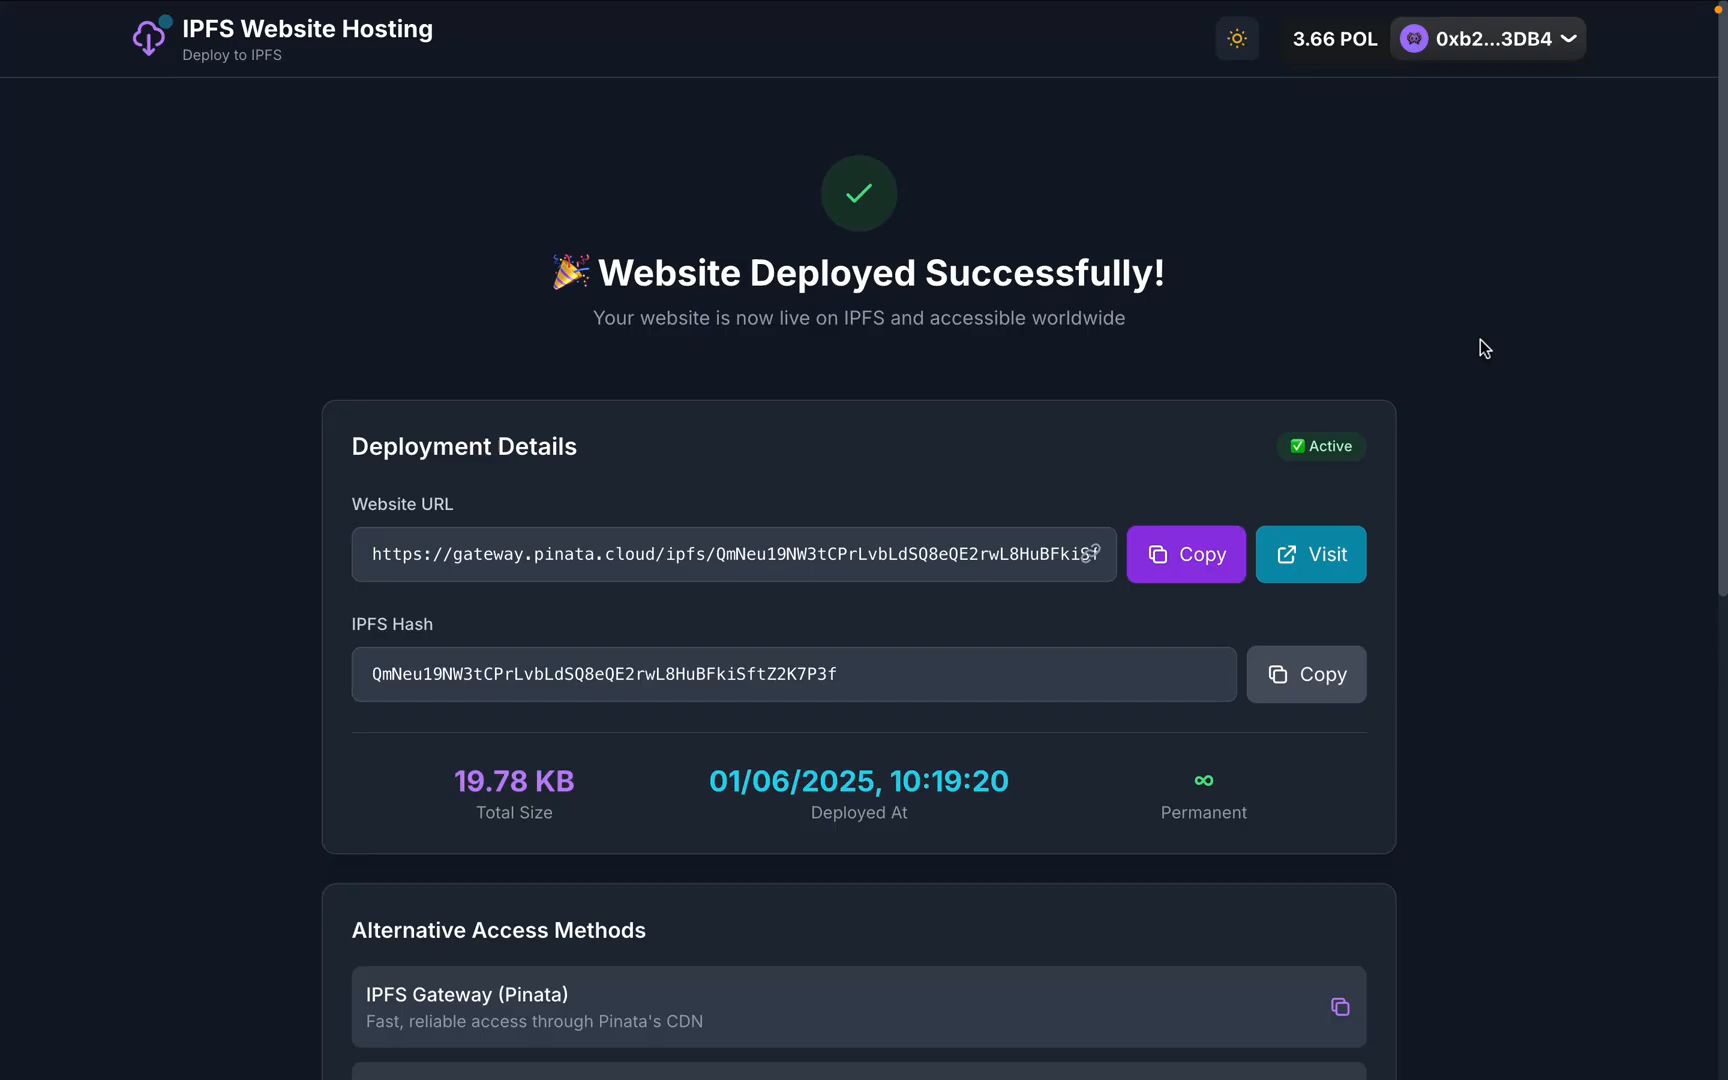 IPFS Website Hosting
Deploy to IPFS
3.66 POL
0xb2...3DB4
🎉 Website Deployed Successfully!
Your website is now live on IPFS and accessible worldwide
Deployment Details
✅ Active
Website URL
https://gateway.pinata.cloud/ipfs/QmNeu19NW3tCPrLvbLdSQ8eQE2rwL8HuBFkiSf
Copy
Visit
IPFS Hash
QmNeu19NW3tCPrLvbLdSQ8eQE2rwL8HuBFkiSftZ2K7P3f
Copy
19.78 KB
Total Size
01/06/2025, 10:19:20
Deployed At
∞
Permanent
Alternative Access Methods
IPFS Gateway (Pinata)
Fast, reliable access through Pinata's CDN